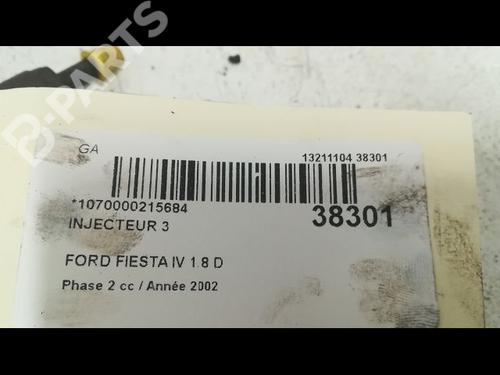 B-PARTS
GA
13211104 38301
*1070000215684
38301
INJECTEUR 3
FORD FIESTA IV 1.8 D
Phase 2 cc / Année 2002